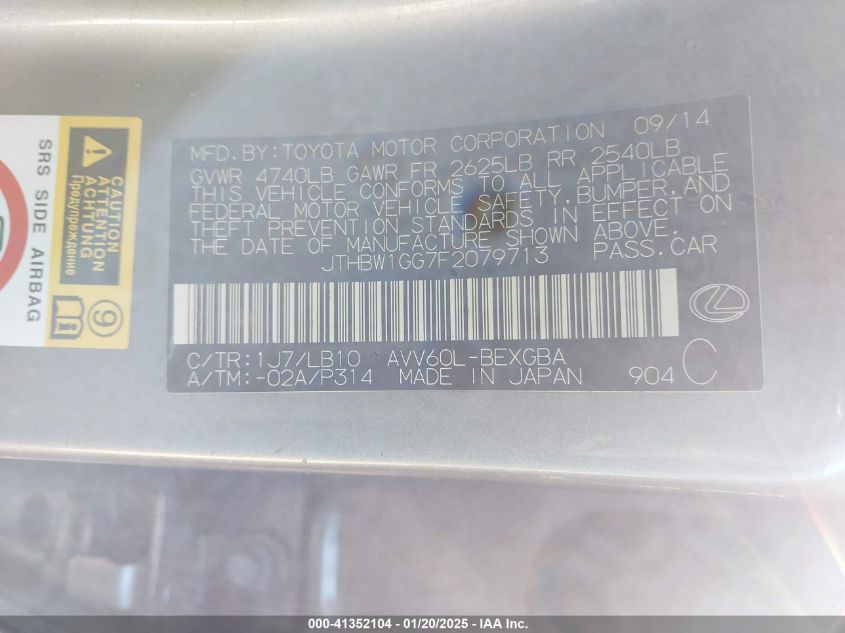 MFD.BY:TOYOTA MOTOR CORPORATION 09/14
GVWR 4740LB GAWR FR 2625LB RR 2540LB
THIS VEHICLE CONFORMS TO ALL APPLICABLE
FEDERAL MOTOR VEHICLE SAFETY,BUMPER,AND
THEFT PREVENTION STANDARDS IN EFFECT ON
THE DATE OF MANUFACTURE SHOWN ABOVE.
JTHBW1GG7F2079713 PASS.CAR
C/TR:1J7/LB10 AVV60L-BEXGBA
A/TM:-02A/P314 MADE IN JAPAN 904 C
CAUTION
ATTENTION
ACHTUNG
Предупреждение
SRS SIDE AIRBAG
9
000-41352104 - 01/20/2025 - IAA Inc.